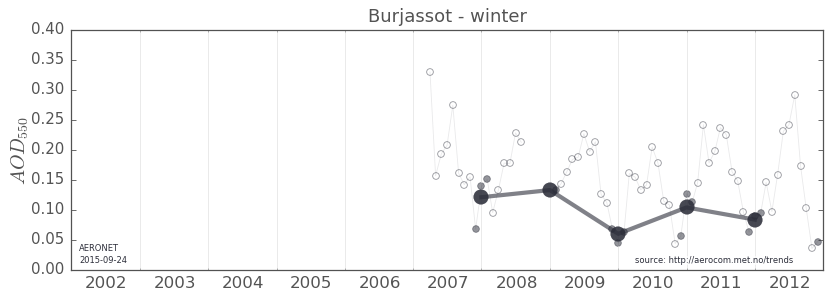 Burjassot - winter
0.40
0.35
0.30
0.25
0.20
0.15
0.10
0.05
0.00
AOD550
AERONET
2015-09-24
source: http://aerocom.met.no/trends
2002 2003 2004 2005 2006 2007 2008 2009 2010 2011 2012